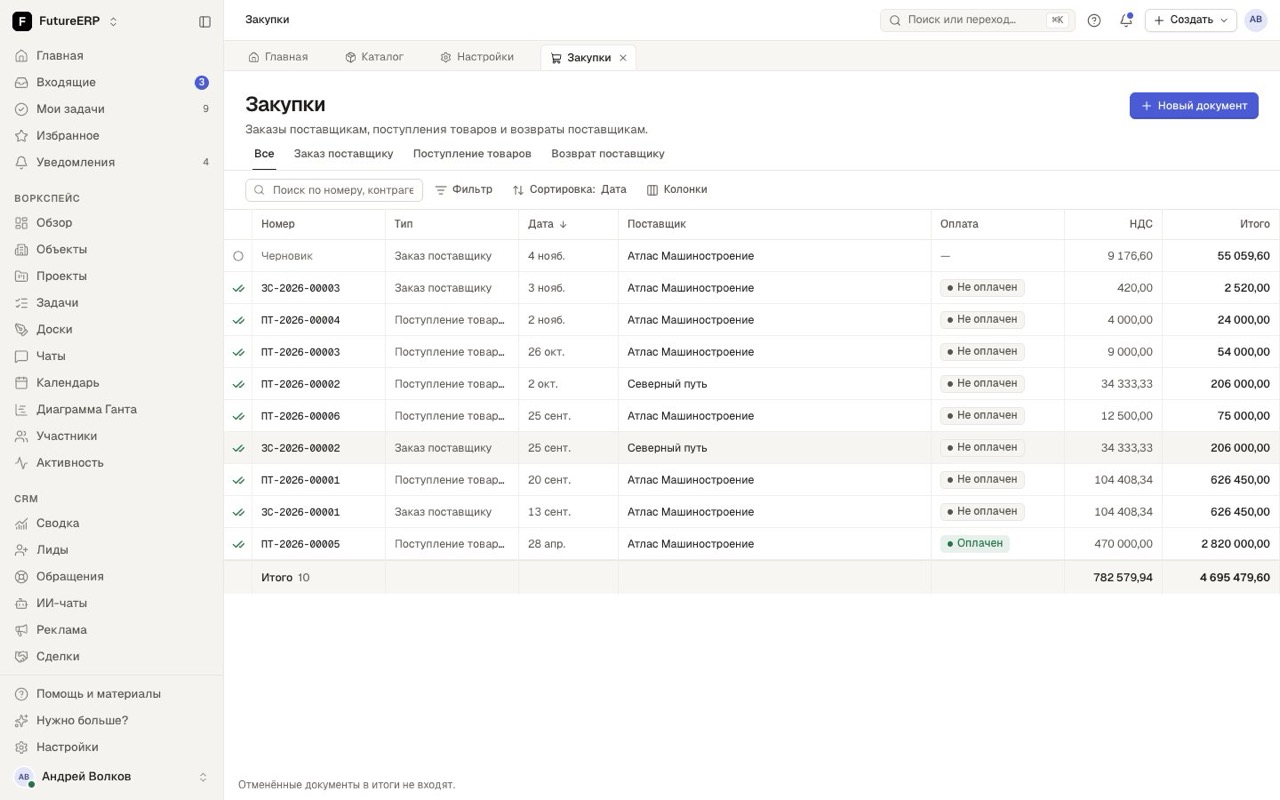 F FutureERP
Закупки
Поиск или переход...
⌘K
Создать
АВ
Главная
Входящие 3
Мои задачи 9
Избранное
Уведомления 4
ВОРКСПЕЙС
Обзор
Объекты
Проекты
Задачи
Доски
Чаты
Календарь
Диаграмма Ганта
Участники
Активность
CRM
Сводка
Лиды
Обращения
ИИ-чаты
Реклама
Сделки
Помощь и материалы
Нужно больше?
Настройки
АВ Андрей Волков
Главная Каталог Настройки Закупки
Закупки
Новый документ
Заказы поставщикам, поступления товаров и возвраты поставщикам.
Все Заказ поставщику Поступление товаров Возврат поставщику
Поиск по номеру, контраге Фильтр Сортировка: Дата Колонки
Номер Тип Дата ↓ Поставщик Оплата НДС Итого
Черновик Заказ поставщику 4 нояб. Атлас Машиностроение — 9 176,60 55 059,60
ЗС-2026-00003 Заказ поставщику 3 нояб. Атлас Машиностроение Не оплачен 420,00 2 520,00
ПТ-2026-00004 Поступление товар... 2 нояб. Атлас Машиностроение Не оплачен 4 000,00 24 000,00
ПТ-2026-00003 Поступление товар... 26 окт. Атлас Машиностроение Не оплачен 9 000,00 54 000,00
ПТ-2026-00002 Поступление товар... 2 окт. Северный путь Не оплачен 34 333,33 206 000,00
ПТ-2026-00006 Поступление товар... 25 сент. Атлас Машиностроение Не оплачен 12 500,00 75 000,00
ЗС-2026-00002 Заказ поставщику 25 сент. Северный путь Не оплачен 34 333,33 206 000,00
ПТ-2026-00001 Поступление товар... 20 сент. Атлас Машиностроение Не оплачен 104 408,34 626 450,00
ЗС-2026-00001 Заказ поставщику 13 сент. Атлас Машиностроение Не оплачен 104 408,34 626 450,00
ПТ-2026-00005 Поступление товар... 28 апр. Атлас Машиностроение Оплачен 470 000,00 2 820 000,00
Итого 10 782 579,94 4 695 479,60
Отменённые документы в итоги не входят.